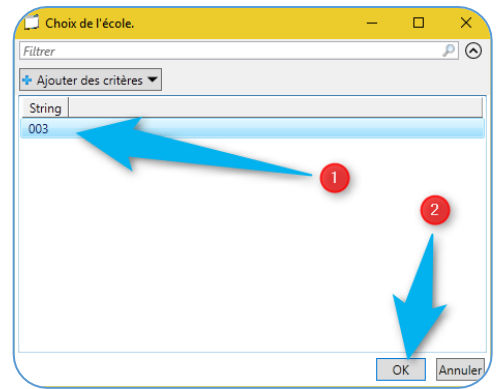 Choix de l'école.
Filtrer
Ajouter des critères
String
003
1
2
OK Annuler